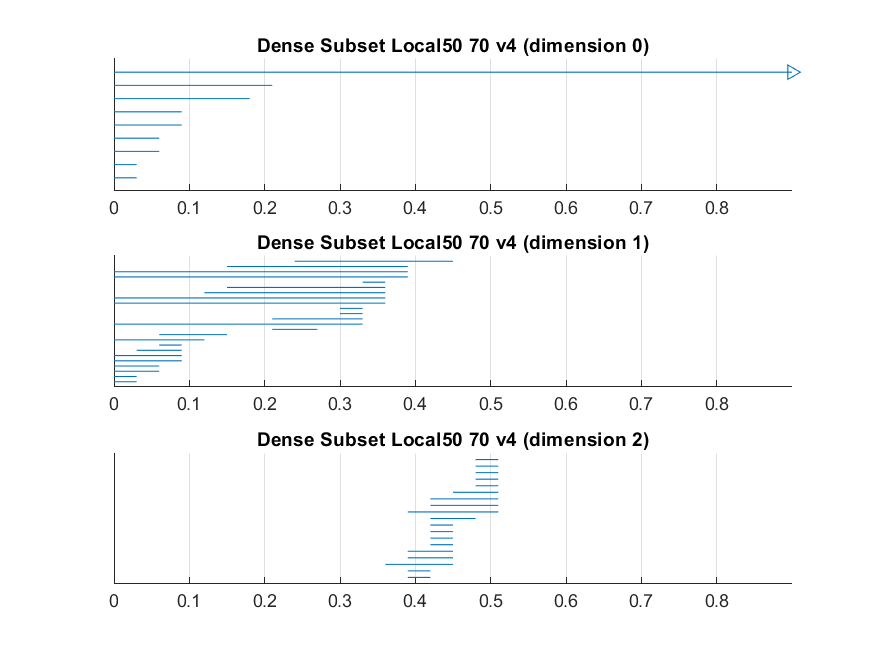 Dense Subset Local50 70 v4 (dimension 0)
0 0.1 0.2 0.3 0.4 0.5 0.6 0.7 0.8
Dense Subset Local50 70 v4 (dimension 1)
0 0.1 0.2 0.3 0.4 0.5 0.6 0.7 0.8
Dense Subset Local50 70 v4 (dimension 2)
0 0.1 0.2 0.3 0.4 0.5 0.6 0.7 0.8